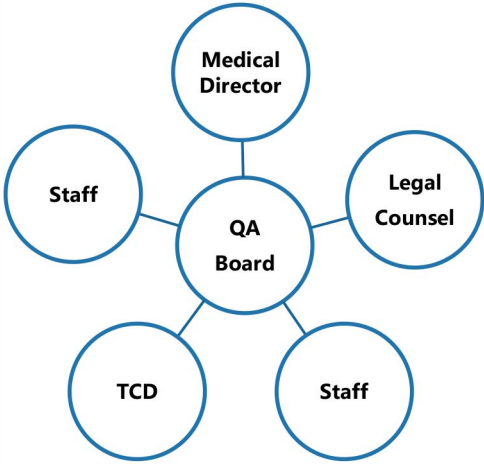 Medical
Director
Staff
Legal
Counsel
QA
Board
TCD
Staff